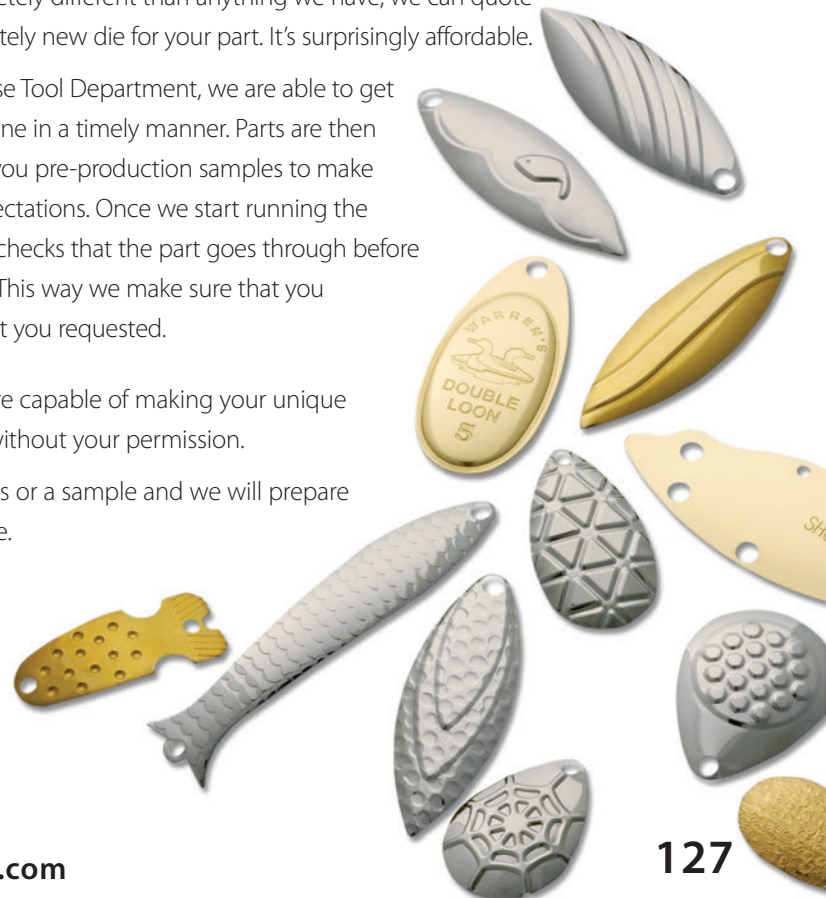 etely different than anything we have, we can quote
tely new die for your part. It's surprisingly affordable.
se Tool Department, we are able to get
ne in a timely manner. Parts are then
you pre-production samples to make
ectations. Once we start running the
checks that the part goes through before
This way we make sure that you
t you requested.
re capable of making your unique
without your permission.
s or a sample and we will prepare
e.
WARREN'S
DOUBLE
LOON
5
SHO
.com
127